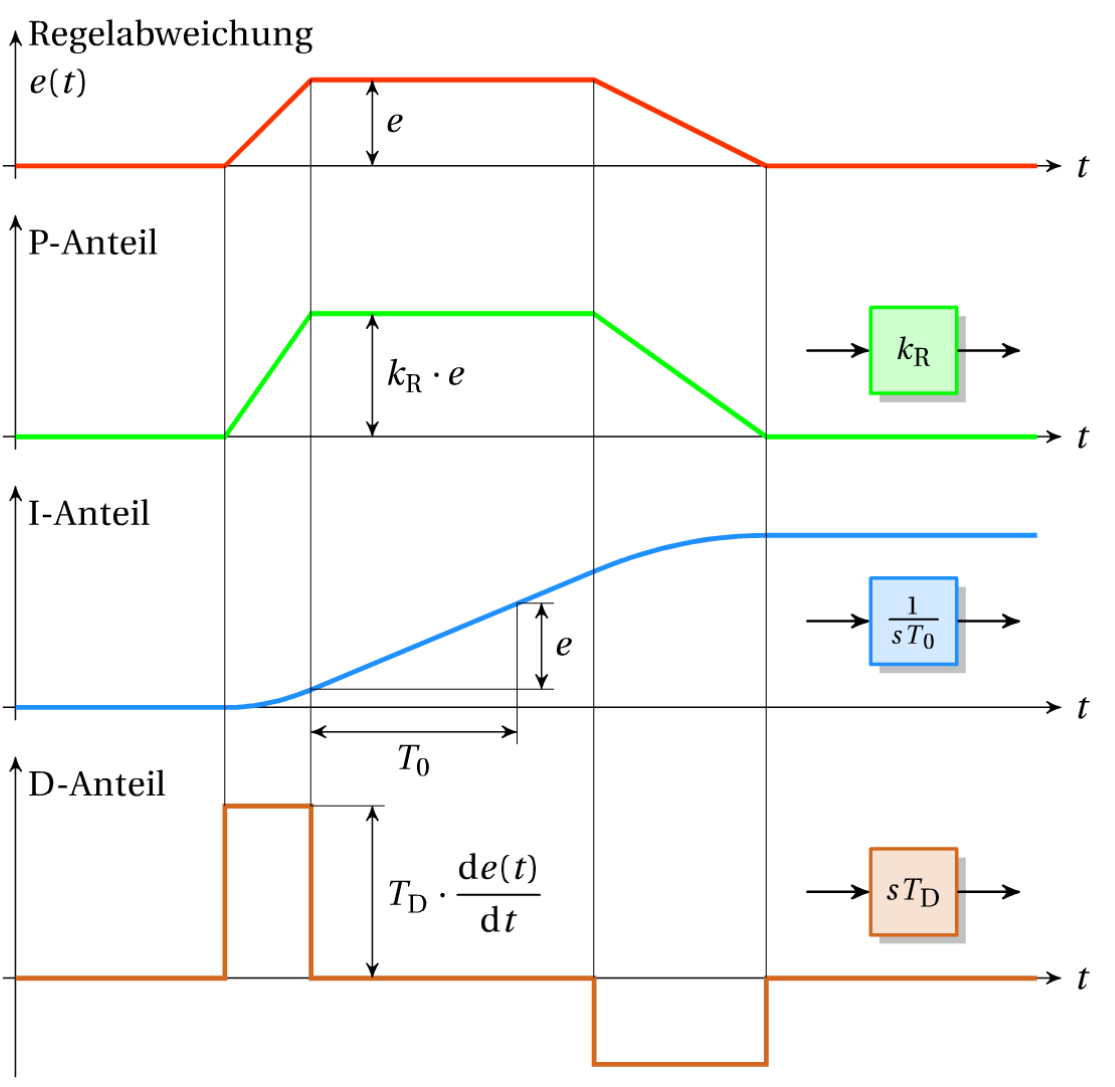 Regelabweichung
e(t)
e
t
P-Anteil
k_R · e
k_R
t
I-Anteil
e
1/(sT_0)
t
T_0
D-Anteil
T_D · de(t)/dt
sT_D
t